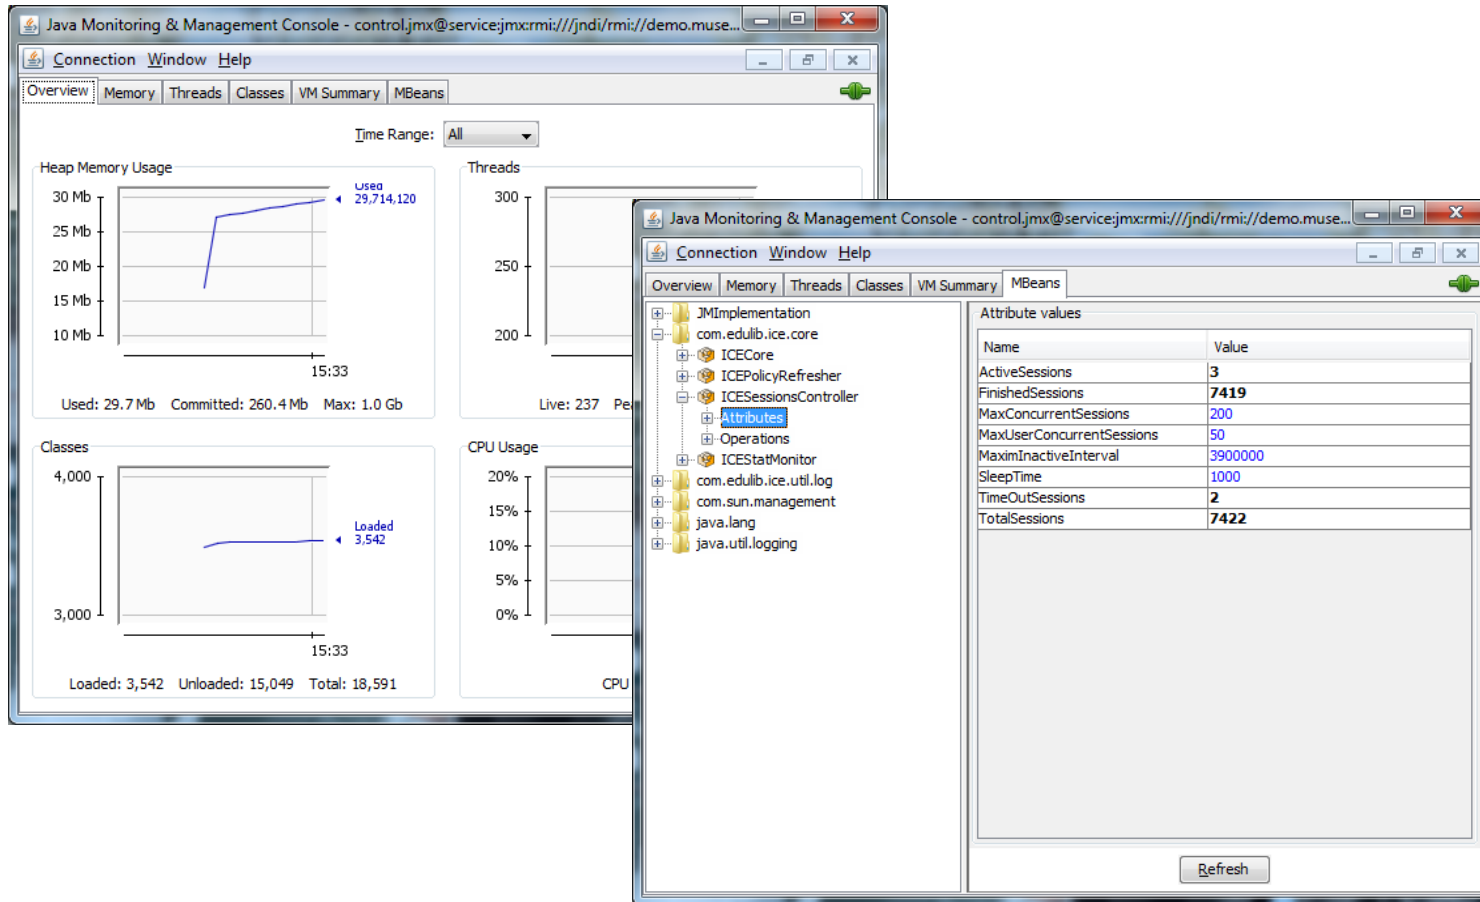 Java Monitoring & Management Console - control.jmx@service:jmx:rmi:///jndi/rmi://demo.muse...
Connection Window Help
Overview Memory Threads Classes VM Summary MBeans
Time Range: All
Heap Memory Usage
30 Mb
25 Mb
20 Mb
15 Mb
10 Mb
Used
29,714,120
15:33
Used: 29.7 Mb Committed: 260.4 Mb Max: 1.0 Gb
Threads
300
250
200
Live: 237
Classes
4,000
3,000
Loaded
3,542
15:33
Loaded: 3,542 Unloaded: 15,049 Total: 18,591
CPU Usage
20%
15%
10%
5%
0%
CPU
Java Monitoring & Management Console - control.jmx@service:jmx:rmi:///jndi/rmi://demo.muse...
Connection Window Help
Overview Memory Threads Classes VM Summary MBeans
JMImplementation
com.edulib.ice.core
ICECore
ICEPolicyRefresher
ICESessionsController
Attributes
Operations
ICEStatMonitor
com.edulib.ice.util.log
com.sun.management
java.lang
java.util.logging
Attribute values
Name Value
ActiveSessions 3
FinishedSessions 7419
MaxConcurrentSessions 200
MaxUserConcurrentSessions 50
MaximInactiveInterval 3900000
SleepTime 1000
TimeOutSessions 2
TotalSessions 7422
Refresh